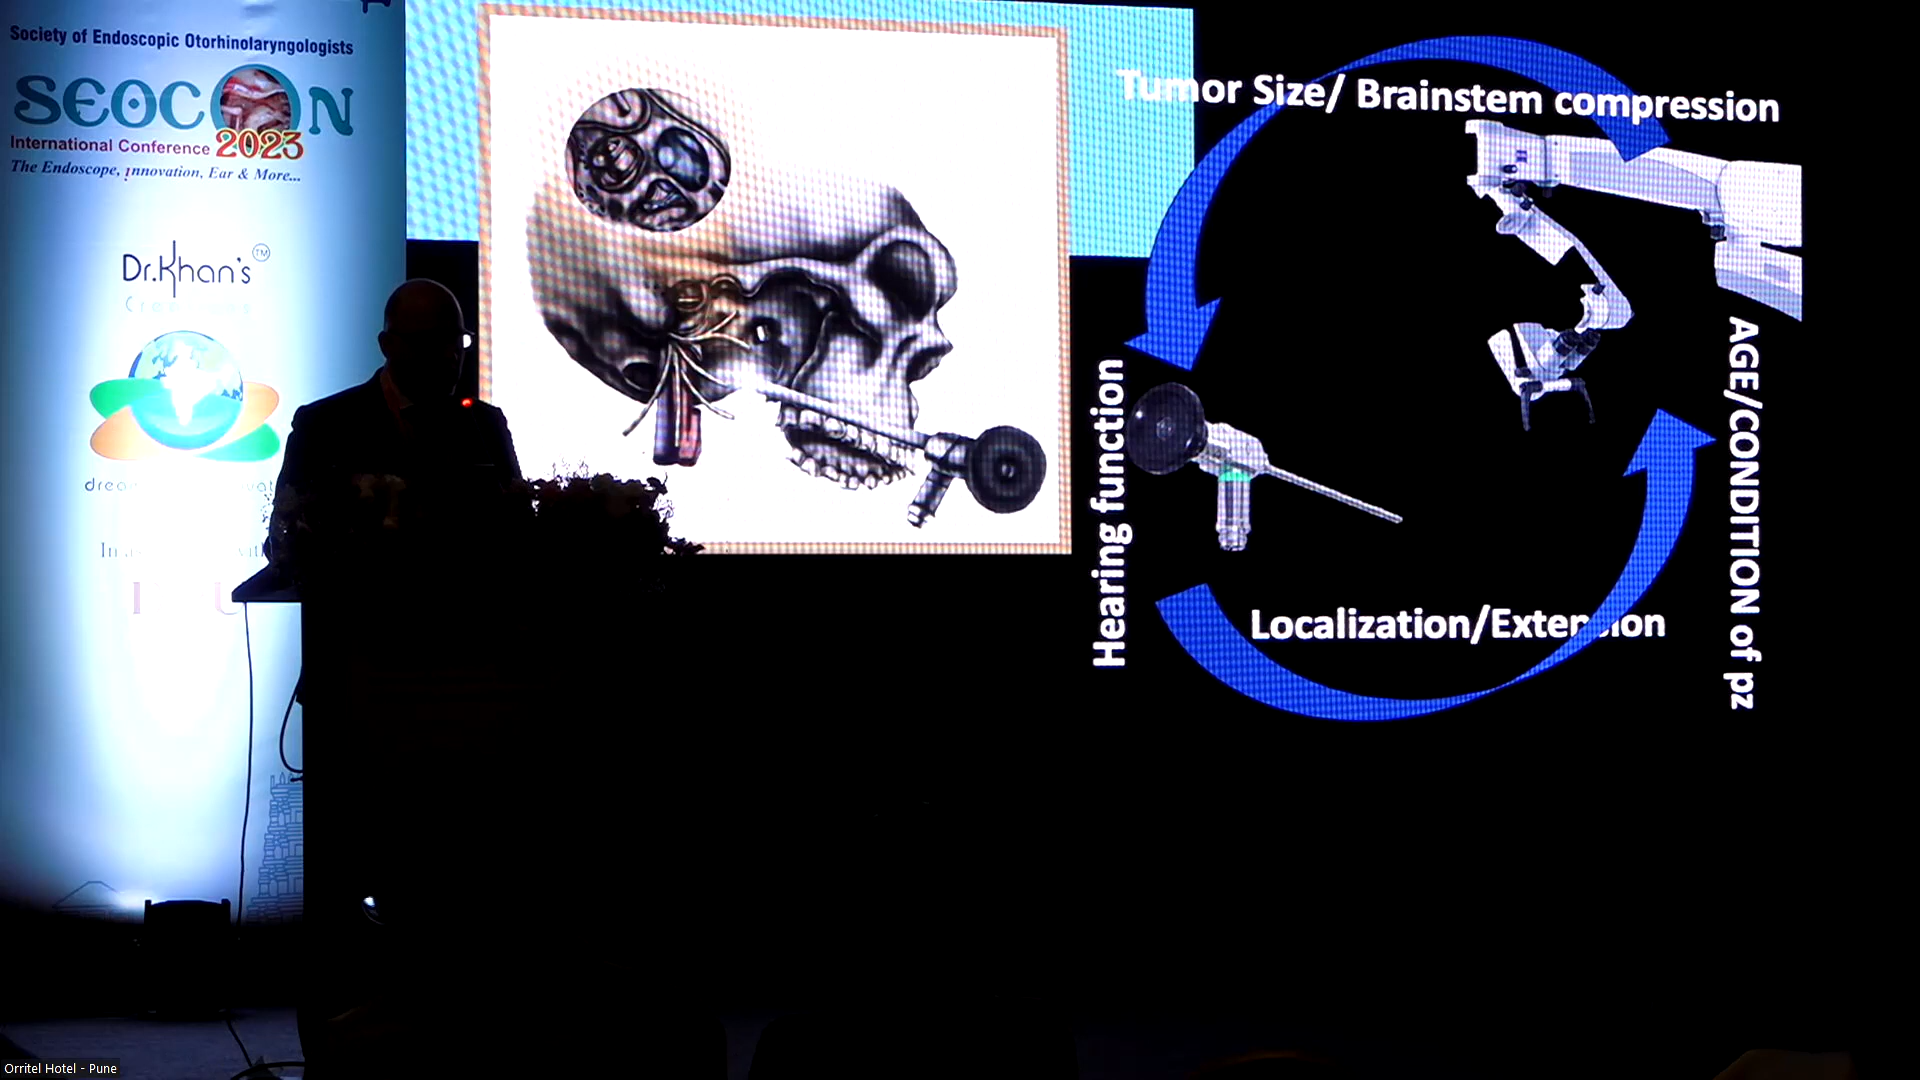 Society of Endoscopic Otorhinolaryngologists
SEOCON
International Conference 2023
The Endoscope, innovation, Ear & More...
Dr.Khan's TM
Tumor Size/ Brainstem compression
Hearing function
AGE/CONDITION of pz
Localization/Extension
Orritel Hotel - Pune